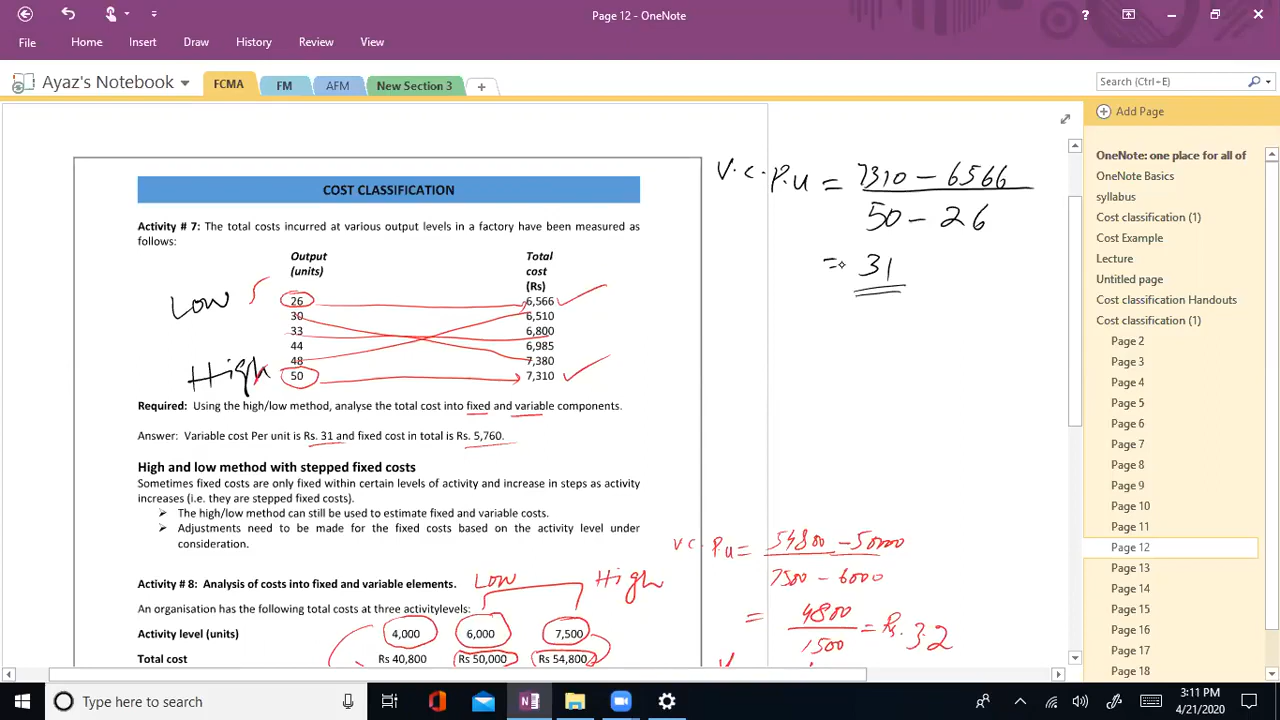 Page 12 - OneNote
File Home Insert Draw History Review View
Ayaz's Notebook FCMA FM AFM New Section 3 +
Search (Ctrl+E)
Add Page
COST CLASSIFICATION
Activity # 7: The total costs incurred at various output levels in a factory have been measured as
follows:
Output Total
(units) cost
(Rs)
26 6,566
30 6,510
33 6,800
44 6,985
48 7,380
50 7,310
Low
High
Required: Using the high/low method, analyse the total cost into fixed and variable components.
Answer: Variable cost Per unit is Rs. 31 and fixed cost in total is Rs. 5,760.
High and low method with stepped fixed costs
Sometimes fixed costs are only fixed within certain levels of activity and increase in steps as activity
increases (i.e. they are stepped fixed costs).
➢ The high/low method can still be used to estimate fixed and variable costs.
➢ Adjustments need to be made for the fixed costs based on the activity level under
consideration.
Activity # 8: Analysis of costs into fixed and variable elements.
Low High
An organisation has the following total costs at three activitylevels:
Activity level (units) 4,000 6,000 7,500
Total cost Rs 40,800 Rs 50,000 Rs 54,800
V.C.P.U = 7310 - 6566
50 - 26
= 31
V.C.P.U = 54800 - 50000
7500 - 6000
= 4800
1500
= Rs. 3.2
OneNote: one place for all of
OneNote Basics
syllabus
Cost classification (1)
Cost Example
Lecture
Untitled page
Cost classification Handouts
Cost classification (1)
Page 2
Page 3
Page 4
Page 5
Page 6
Page 7
Page 8
Page 9
Page 10
Page 11
Page 12
Page 13
Page 14
Page 15
Page 16
Page 17
Page 18
Type here to search
3:11 PM
4/21/2020